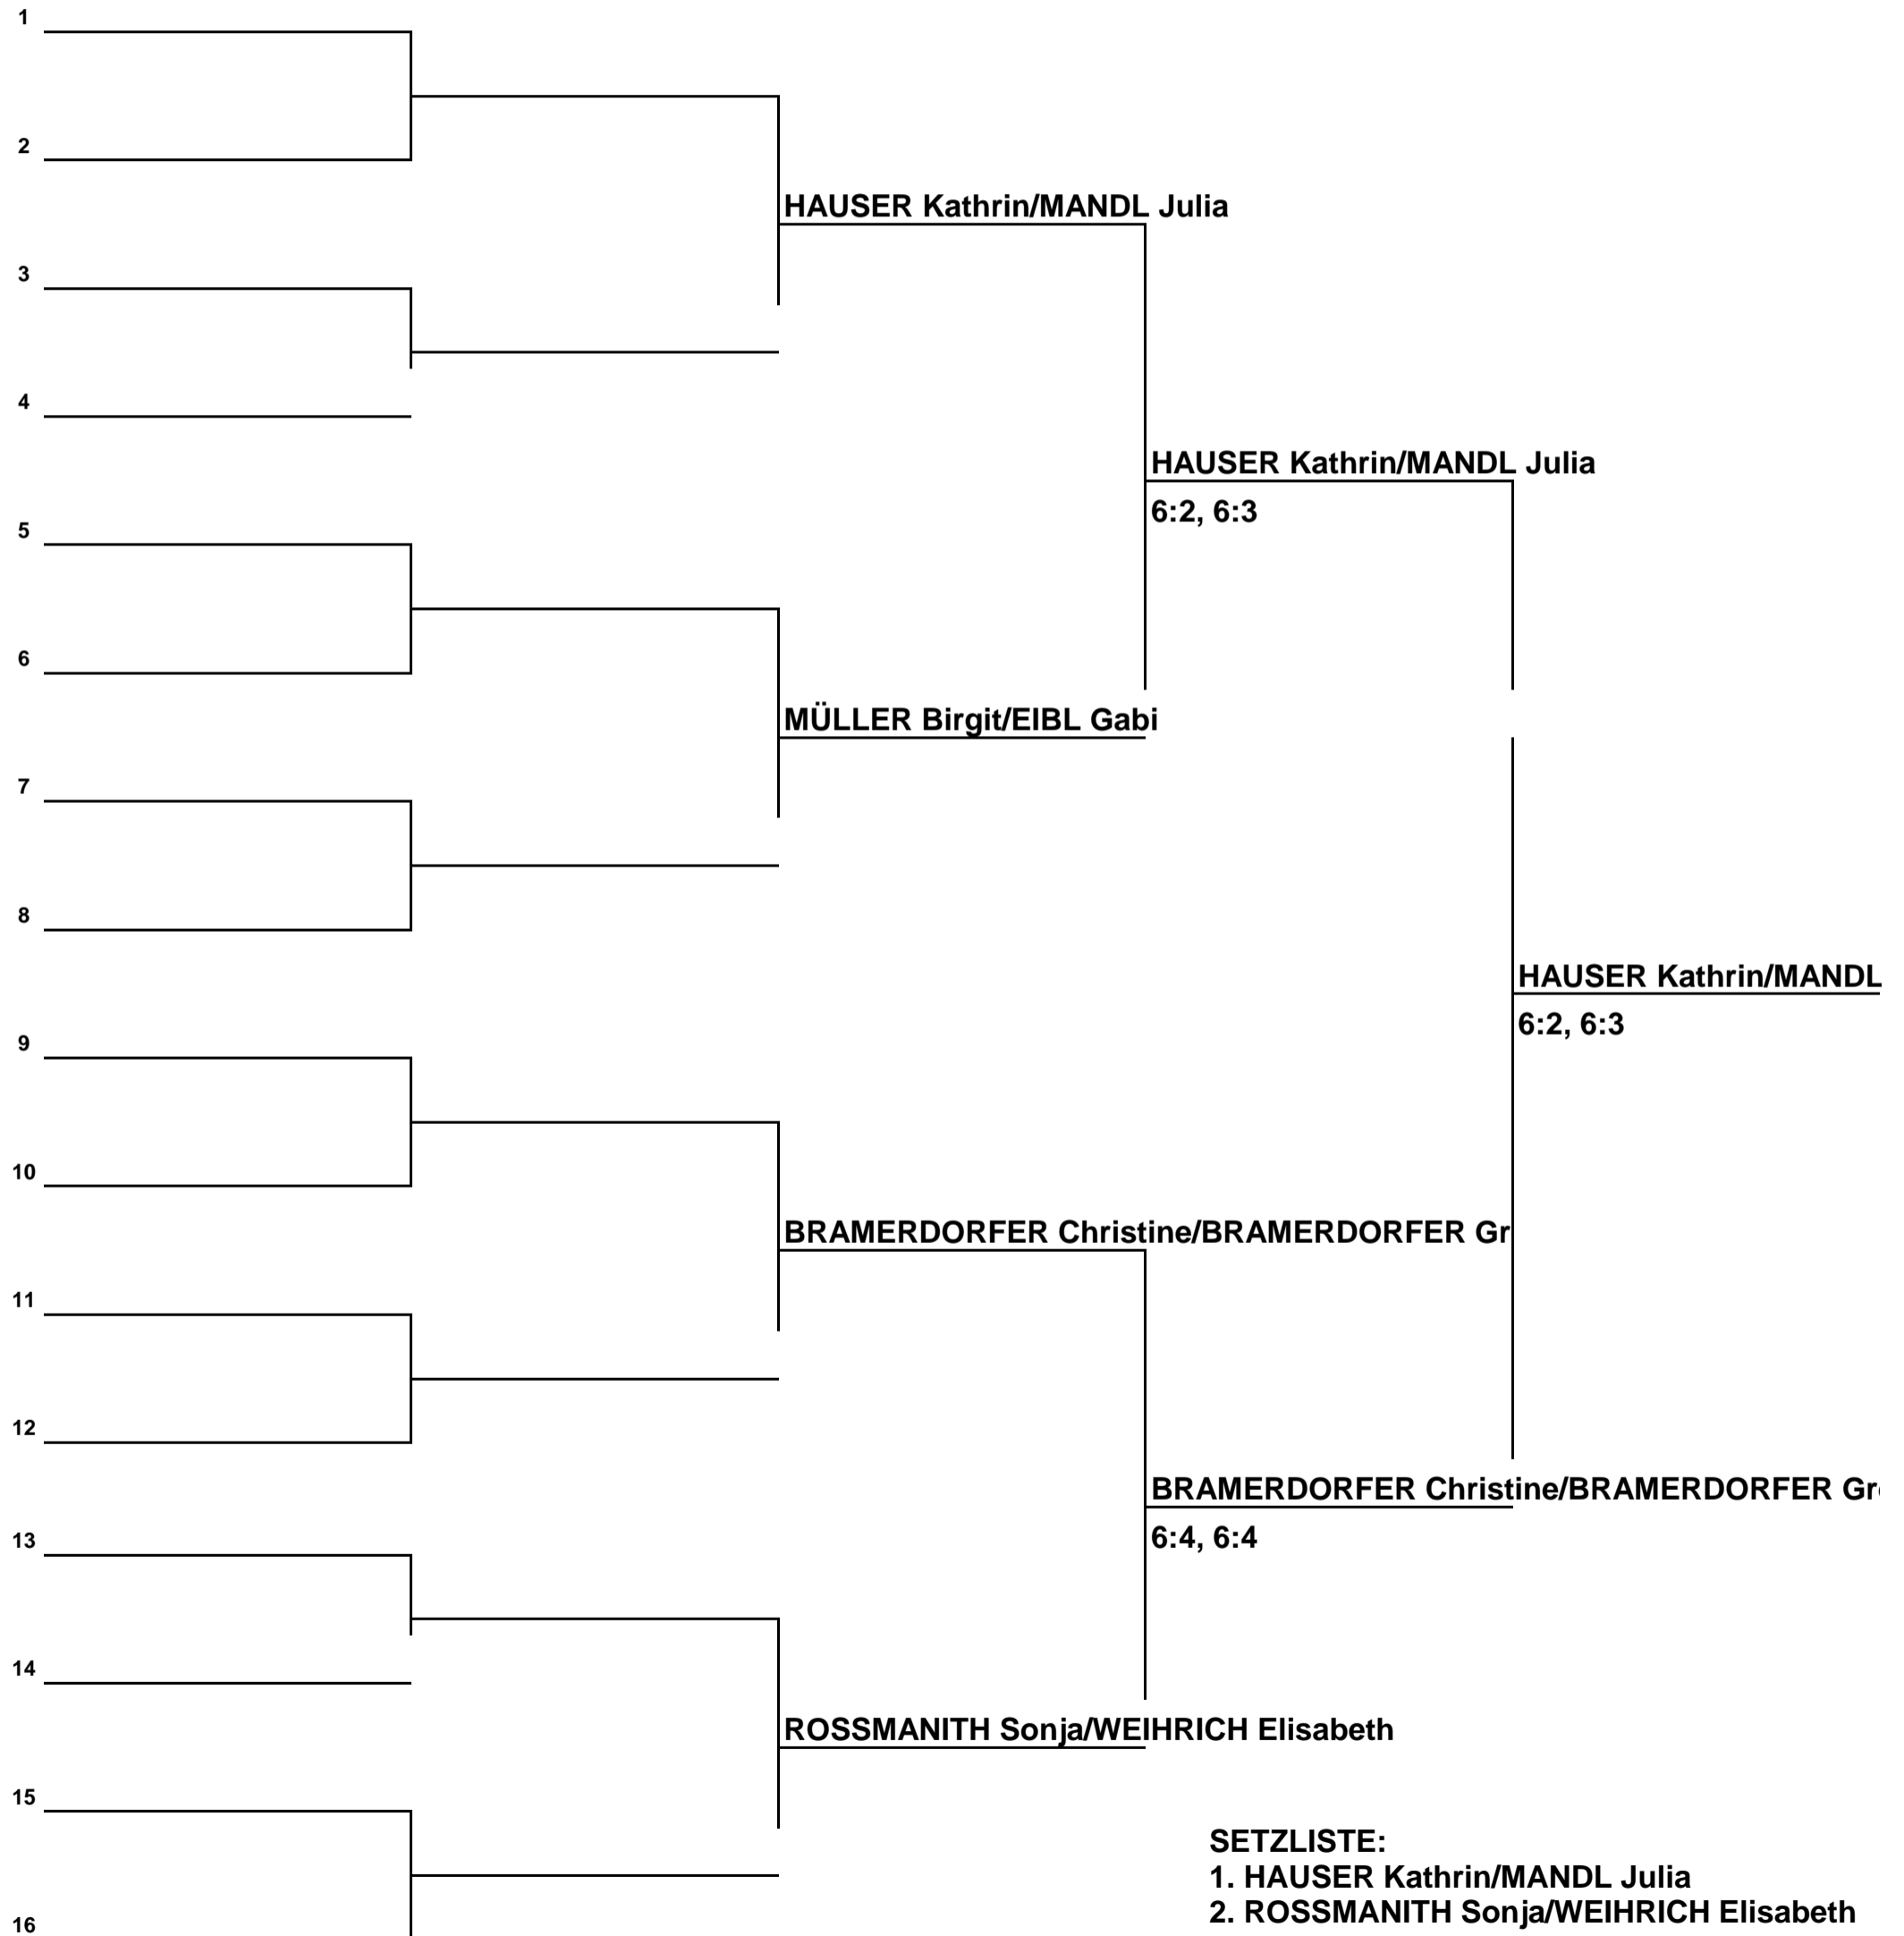 1
2
HAUSER Kathrin/MANDL Julia
3
4
HAUSER Kathrin/MANDL Julia
6:2, 6:3
5
6
MÜLLER Birgit/EIBL Gabi
7
8
HAUSER Kathrin/MANDL
6:2, 6:3
9
10
BRAMERDORFER Christine/BRAMERDORFER Gr
11
12
BRAMERDORFER Christine/BRAMERDORFER Gr
6:4, 6:4
13
14
ROSSMANITH Sonja/WEIHRICH Elisabeth
15
SETZLISTE:
1. HAUSER Kathrin/MANDL Julia
2. ROSSMANITH Sonja/WEIHRICH Elisabeth
16